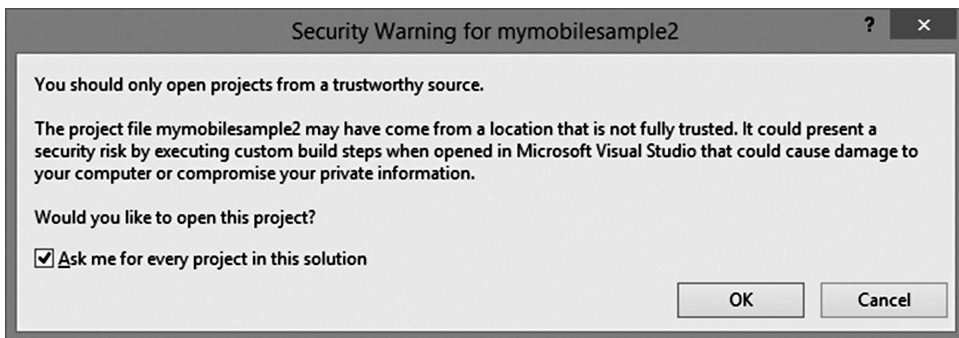 Security Warning for mymobilesample2
?
×
You should only open projects from a trustworthy source.
The project file mymobilesample2 may have come from a location that is not fully trusted. It could present a
security risk by executing custom build steps when opened in Microsoft Visual Studio that could cause damage to
your computer or compromise your private information.
Would you like to open this project?
Ask me for every project in this solution
OK
Cancel